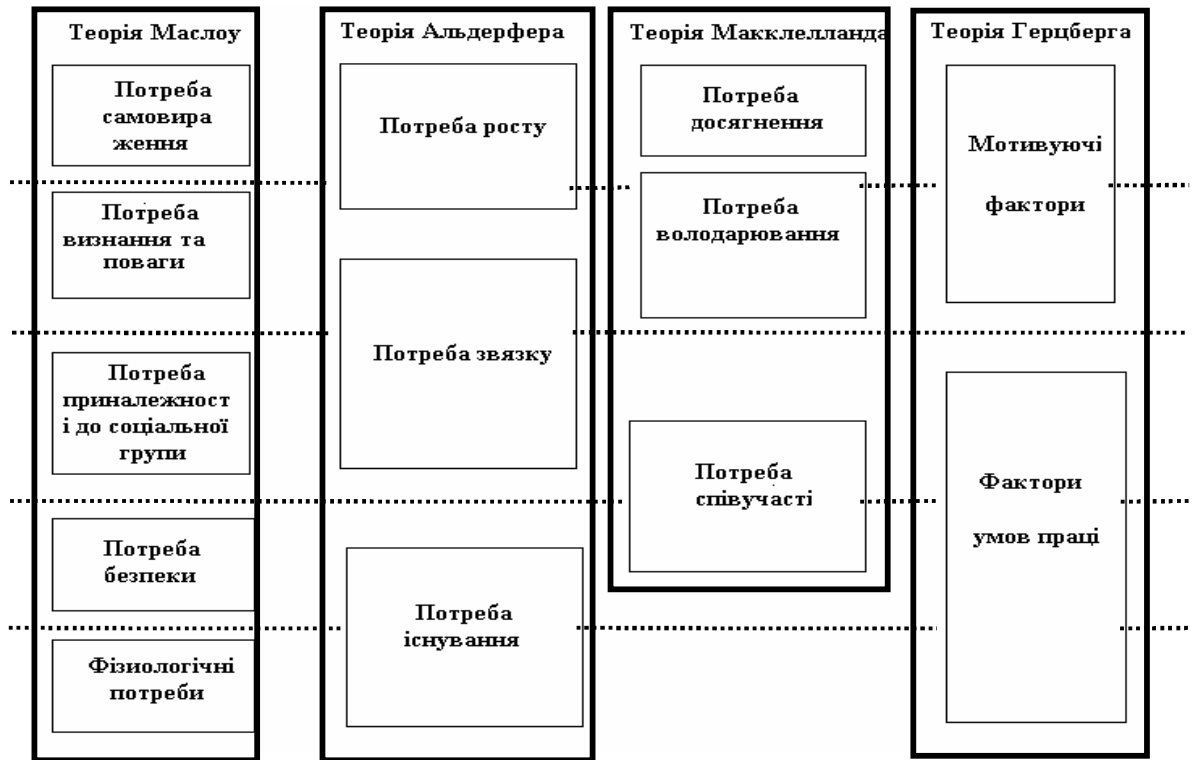 Теорія Маслоу
Потреба
самовира
ження
Потреба
визнання та
поваги
Потреба
приналежност
і до соціальної
групи
Потреба
безпеки
Фізиологічні
потреби
Теорія Альдерфера
Потреба росту
Потреба звязку
Потреба
існування
Теорія Макклелланда
Потреба
досягнення
Потреба
володарювання
Потреба
співучасті
Теорія Герцберга
Мотивуючі
фактори
Фактори
умов праці